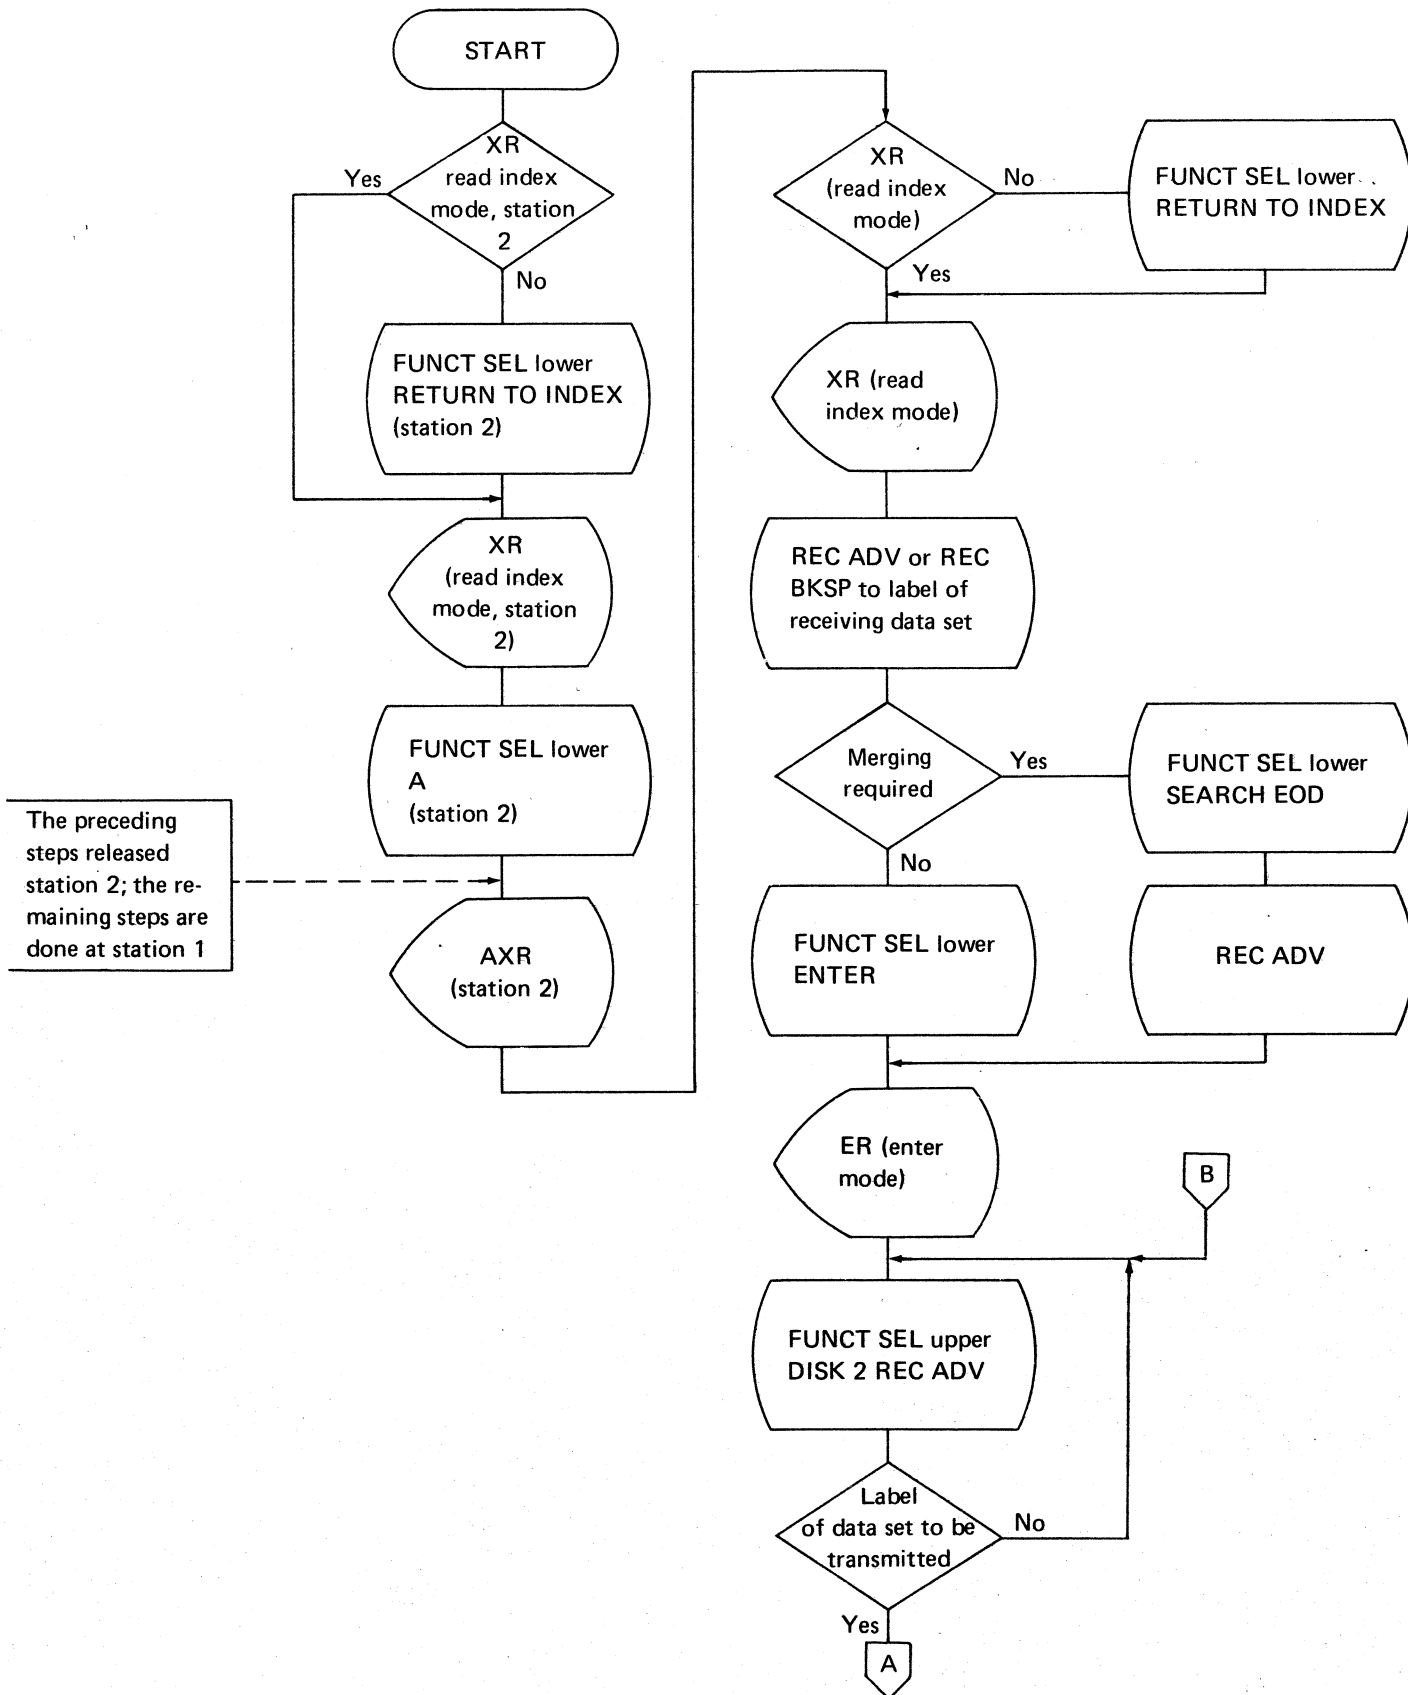 START
XR
read index
mode, station
2
Yes
No
FUNCT SEL lower
RETURN TO INDEX
(station 2)
XR
(read index
mode, station
2)
FUNCT SEL lower
A
(station 2)
The preceding
steps released
station 2; the re-
maining steps are
done at station 1
AXR
(station 2)
XR
(read index
mode)
No
Yes
FUNCT SEL lower
RETURN TO INDEX
XR (read
index mode)
REC ADV or REC
BKSP to label of
receiving data set
Merging
required
Yes
No
FUNCT SEL lower
SEARCH EOD
FUNCT SEL lower
ENTER
REC ADV
ER (enter
mode)
B
FUNCT SEL upper
DISK 2 REC ADV
Label
of data set to be
transmitted
No
Yes
A